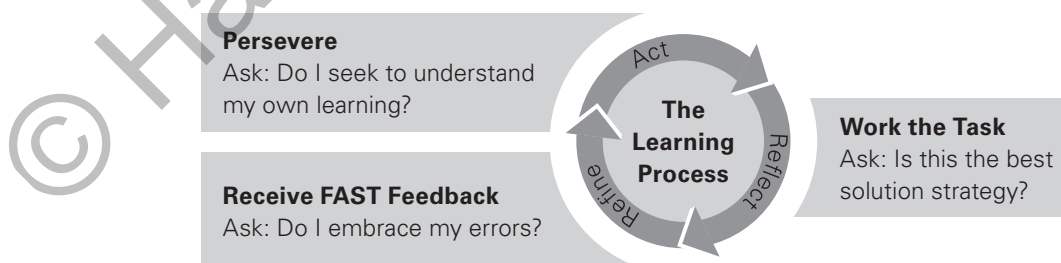 Persevere
Ask: Do I seek to understand
my own learning?
Receive FAST Feedback
Ask: Do I embrace my errors?
Act
Reflect
Refine
The
Learning
Process
Work the Task
Ask: Is this the best
solution strategy?
© Ha